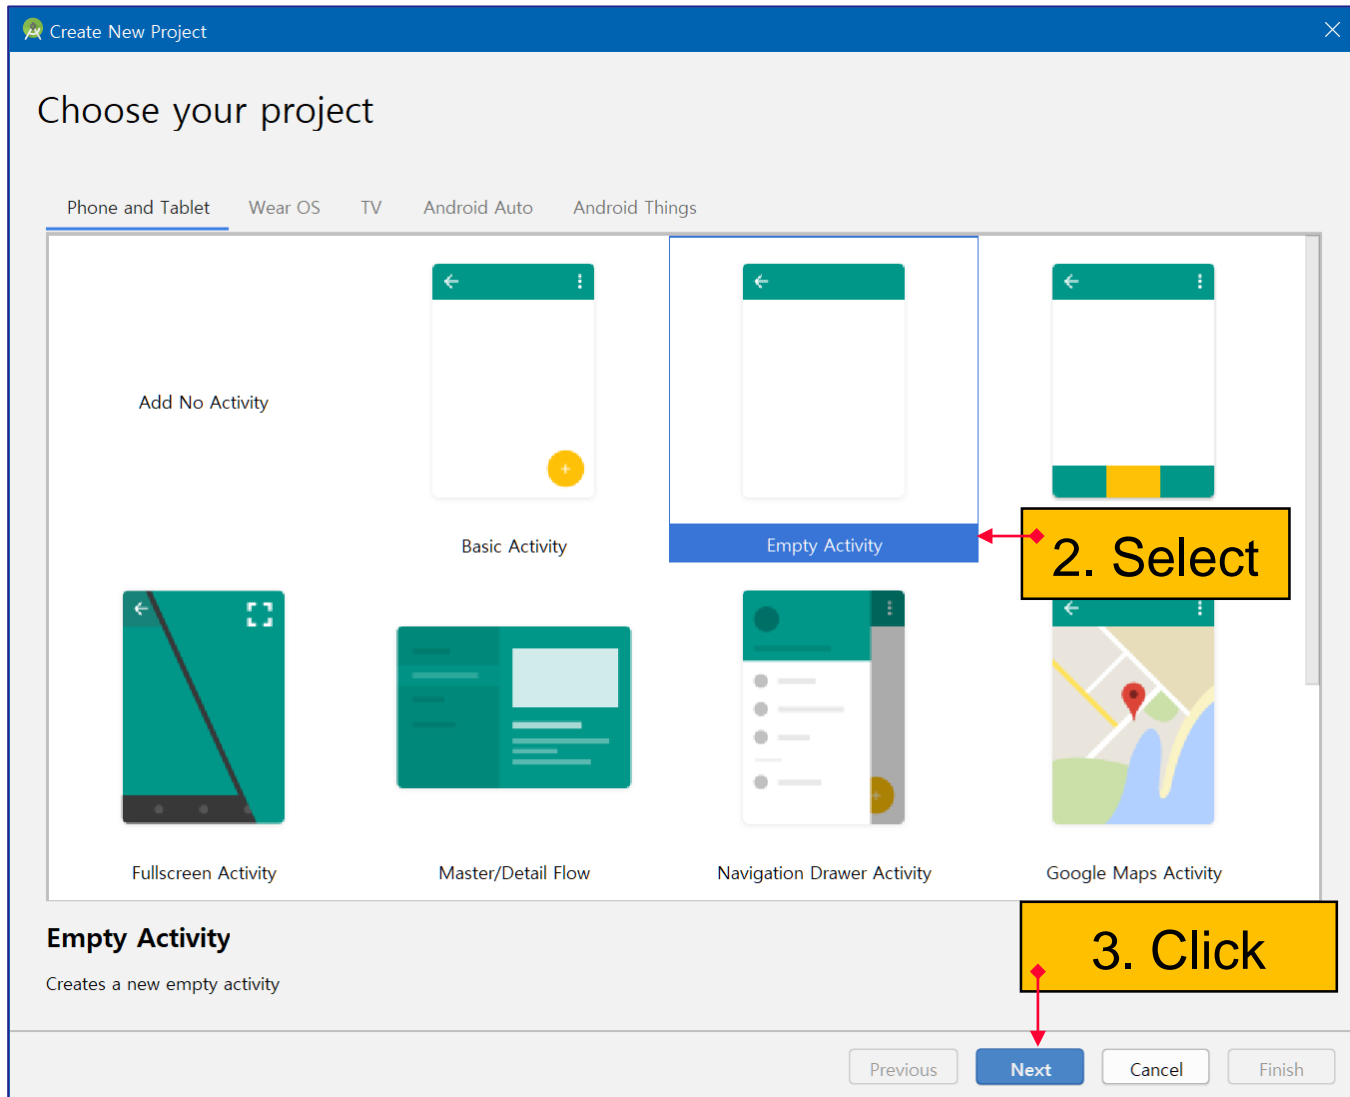 Create New Project
Choose your project
Phone and Tablet Wear OS TV Android Auto Android Things
Add No Activity
Basic Activity
Empty Activity
2. Select
Fullscreen Activity
Master/Detail Flow
Navigation Drawer Activity
Google Maps Activity
Empty Activity
Creates a new empty activity
3. Click
Previous Next Cancel Finish